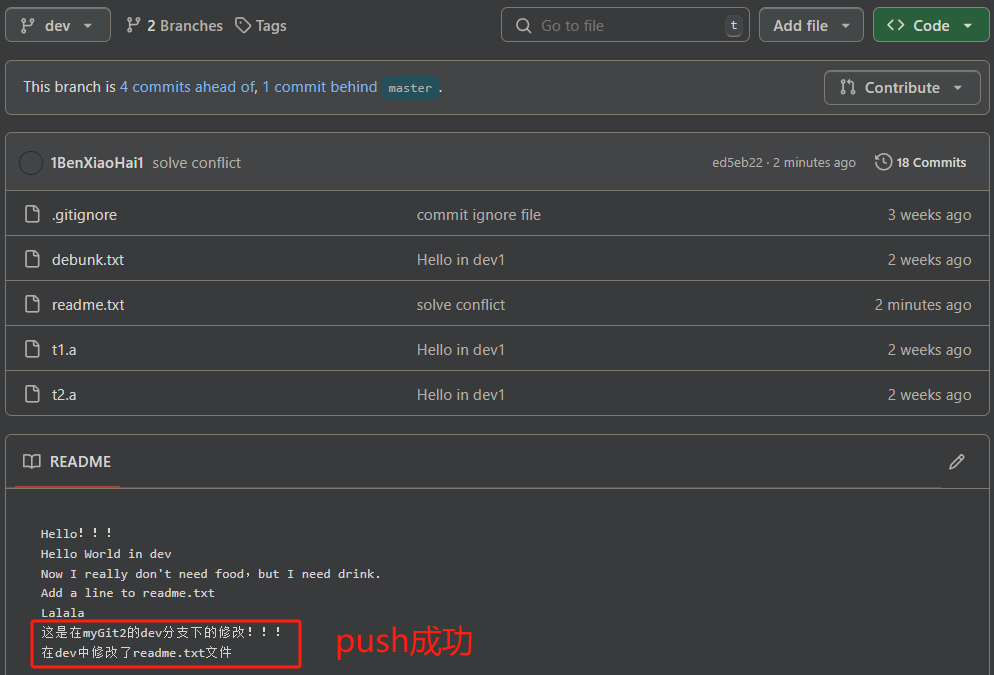 dev 2 Branches Tags Go to file t Add file Code
This branch is 4 commits ahead of, 1 commit behind master . Contribute
1BenXiaoHai1 solve conflict ed5eb22 · 2 minutes ago 18 Commits
.gitignore commit ignore file 3 weeks ago
debunk.txt Hello in dev1 2 weeks ago
readme.txt solve conflict 2 minutes ago
t1.a Hello in dev1 2 weeks ago
t2.a Hello in dev1 2 weeks ago
README
Hello！！！
Hello World in dev
Now I really don't need food，but I need drink.
Add a line to readme.txt
Lalala
这是在myGit2的dev分支下的修改！！！
在dev中修改了readme.txt文件
push成功